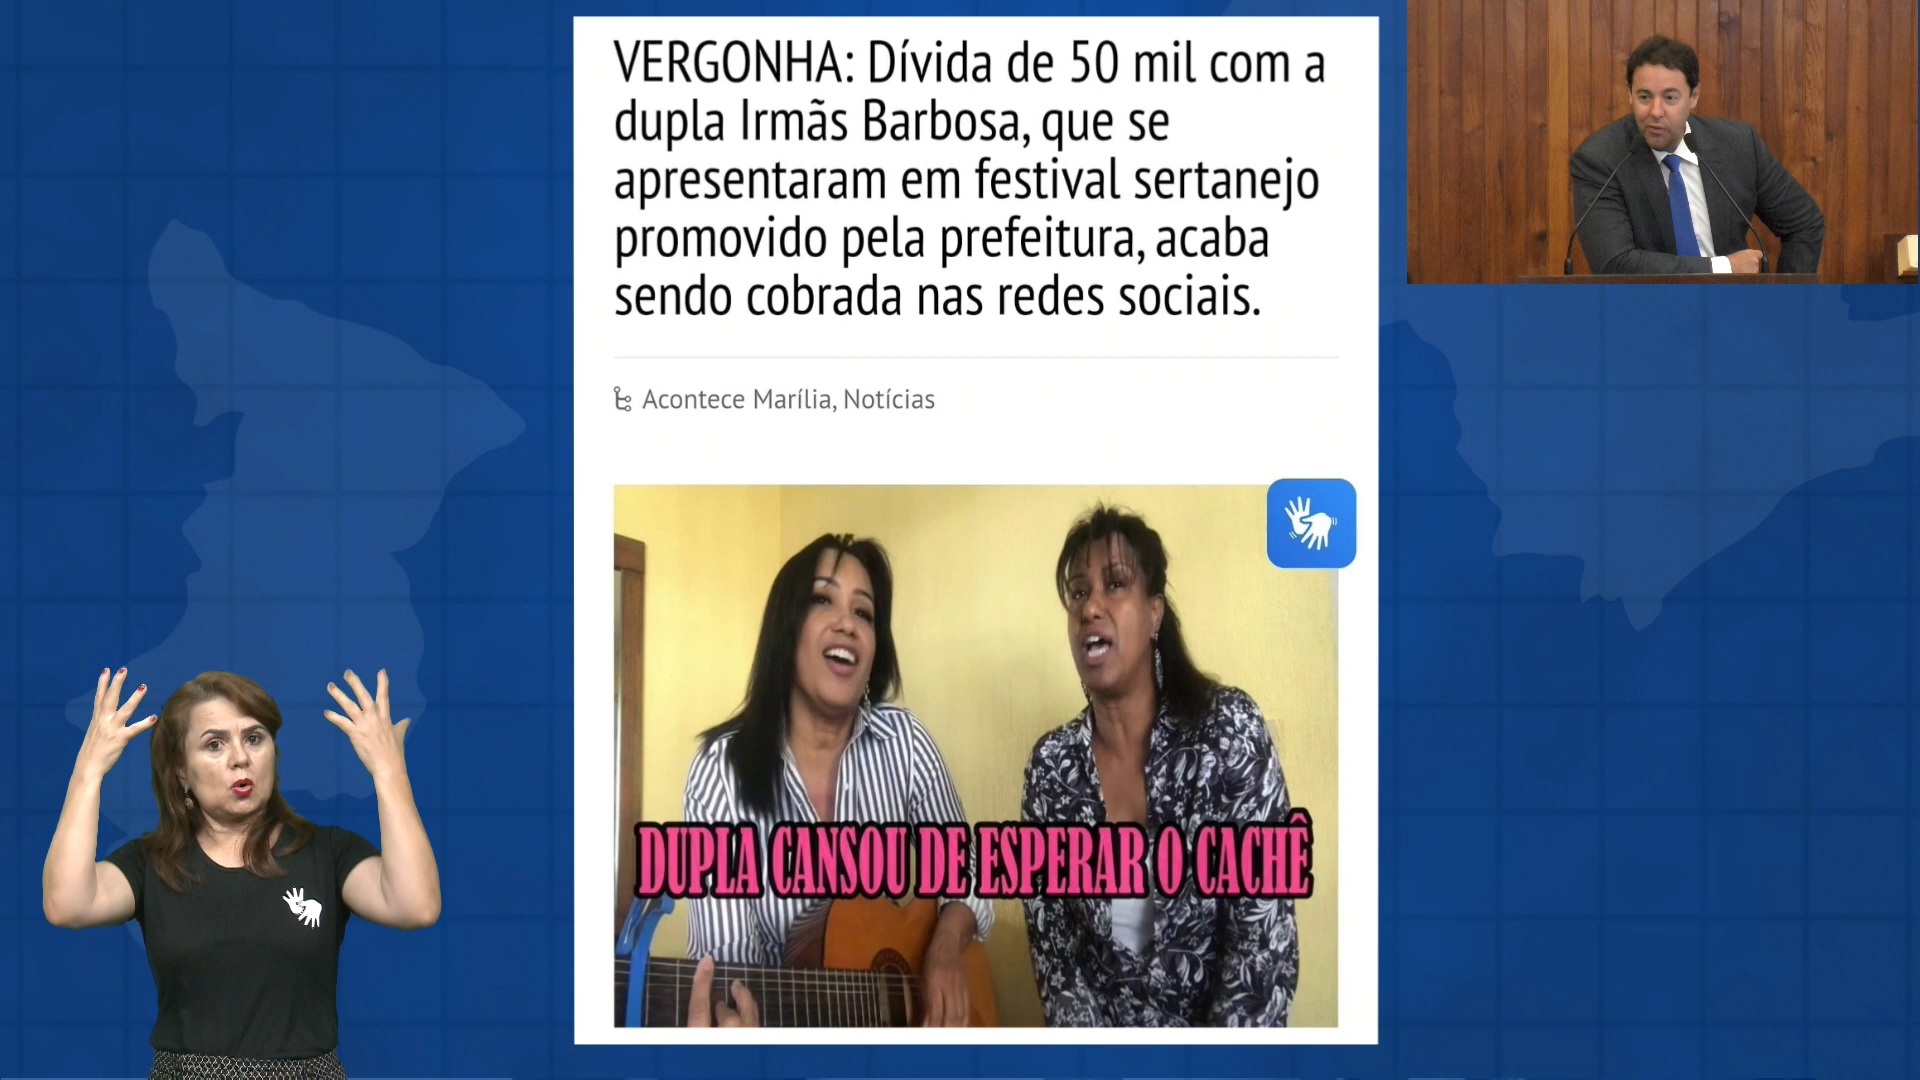 VERGONHA: Dívida de 50 mil com a
dupla Irmãs Barbosa, que se
apresentaram em festival sertanejo
promovido pela prefeitura, acaba
sendo cobrada nas redes sociais.
Acontece Marília, Notícias
DUPLA CANSOU DE ESPERAR O CACHÊ